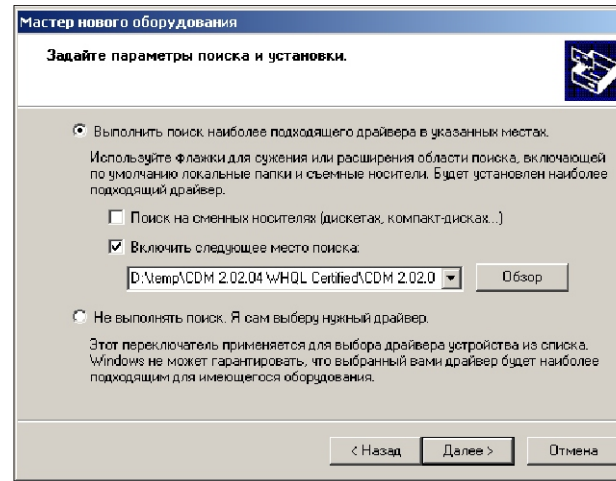 Мастер нового оборудования
Задайте параметры поиска и установки.
Выполнить поиск наиболее подходящего драйвера в указанных местах.
Используйте флажки для сужения или расширения области поиска, включающей
по умолчанию локальные папки и съемные носители. Будет установлен наиболее
подходящий драйвер.
Поиск на сменных носителях (дискетах, компакт-дисках...)
Включить следующее место поиска:
D:\temp\CDM 2.02.04 WHQL Certified\CDM 2.02.0
Обзор
Не выполнять поиск. Я сам выберу нужный драйвер.
Этот переключатель применяется для выбора драйвера устройства из списка.
Windows не может гарантировать, что выбранный вами драйвер будет наиболее
подходящим для имеющегося оборудования.
< Назад
Далее >
Отмена